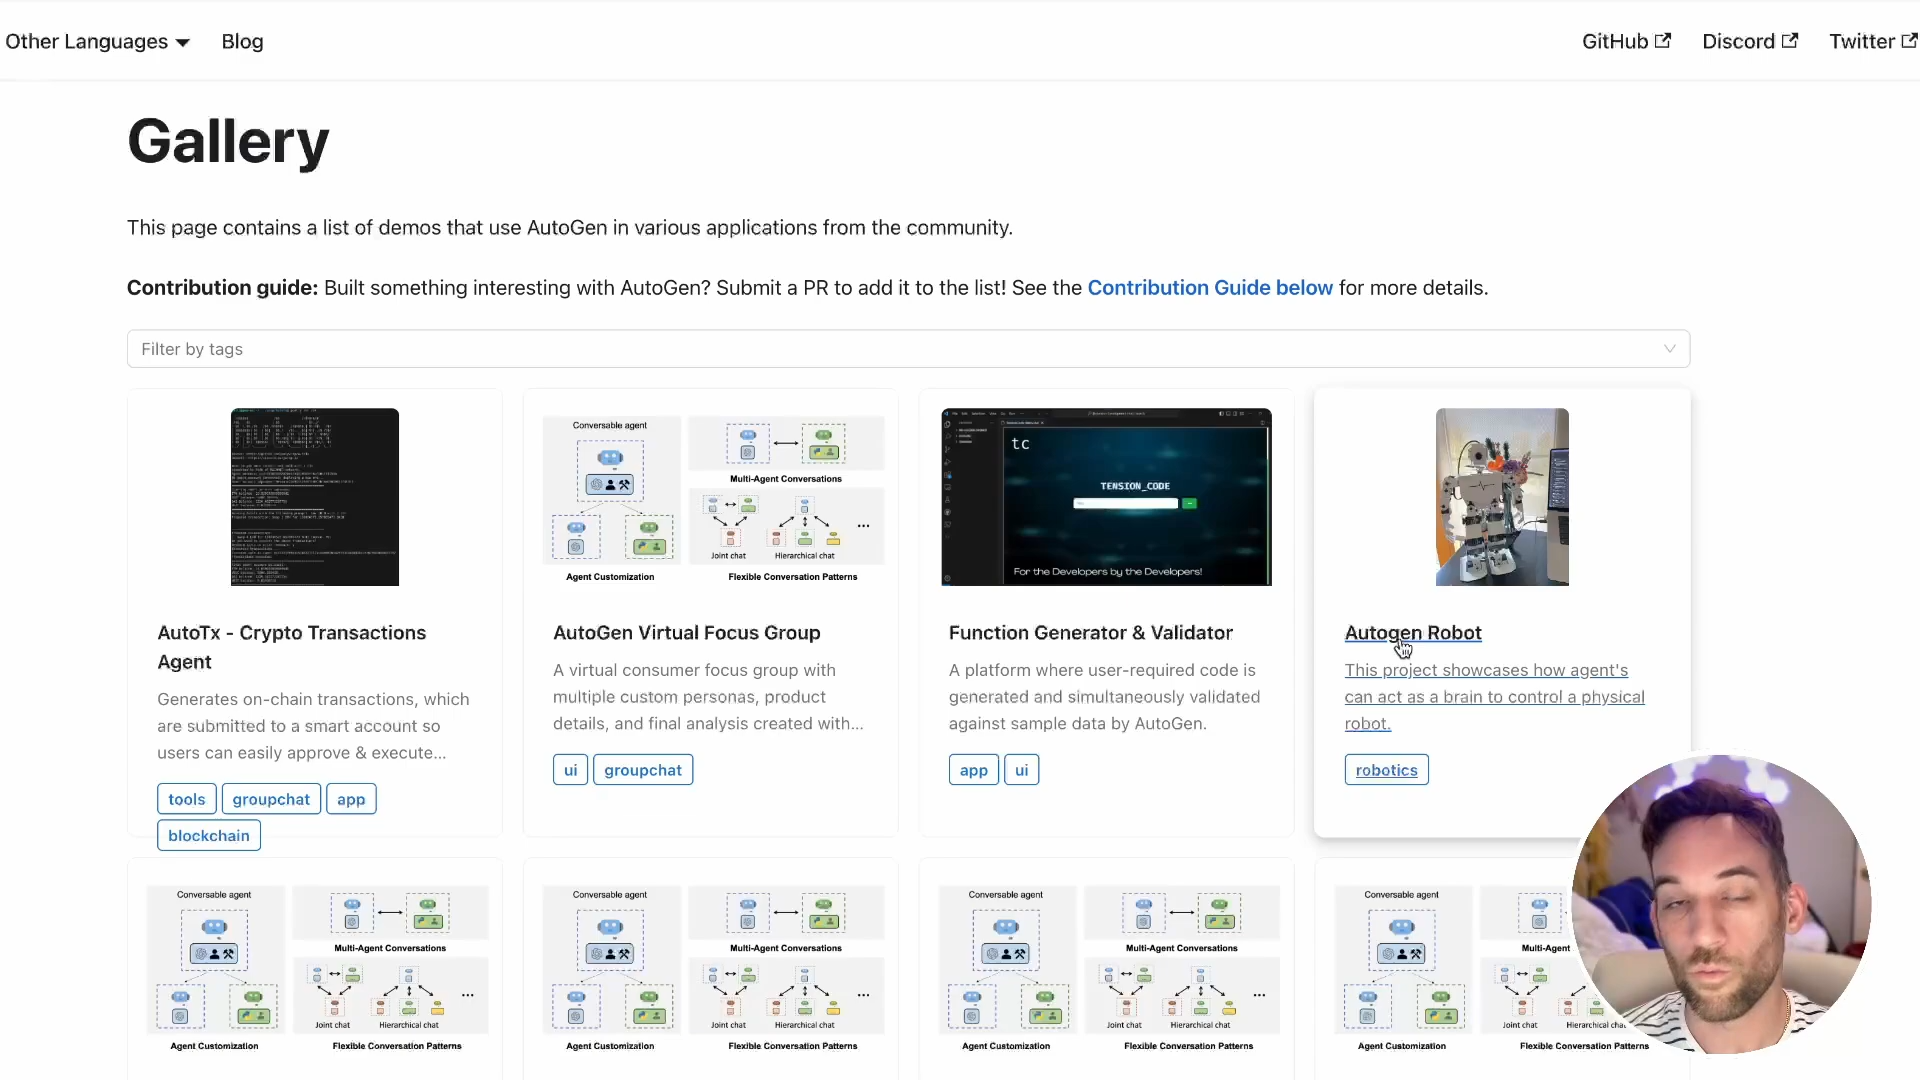 Other Languages
Blog
GitHub
Discord
Twitter
Gallery
This page contains a list of demos that use AutoGen in various applications from the community.
Contribution guide: Built something interesting with AutoGen? Submit a PR to add it to the list! See the Contribution Guide below for more details.
Filter by tags
Conversable agent
Multi-Agent Conversations
Joint chat
Hierarchical chat
...
Agent Customization
Flexible Conversation Patterns
tc
TENSION_CODE
For the Developers by the Developers!
AutoTx - Crypto Transactions
Agent
Generates on-chain transactions, which
are submitted to a smart account so
users can easily approve & execute...
tools
groupchat
app
blockchain
AutoGen Virtual Focus Group
A virtual consumer focus group with
multiple custom personas, product
details, and final analysis created with...
ui
groupchat
Function Generator & Validator
A platform where user-required code is
generated and simultaneously validated
against sample data by AutoGen.
app
ui
Autogen Robot
This project showcases how agent's
can act as a brain to control a physical
robot.
robotics
Conversable agent
Multi-Agent Conversations
Joint chat
Hierarchical chat
...
Agent Customization
Flexible Conversation Patterns
Conversable agent
Multi-Agent Conversations
Joint chat
Hierarchical chat
...
Agent Customization
Flexible Conversation Patterns
Conversable agent
Multi-Agent Conversations
Joint chat
Hierarchical chat
...
Agent Customization
Flexible Conversation Patterns
Conversable agent
Multi-Agent
Joint chat
Hierarchical
Agent Customization
Flexible Conversation Patterns